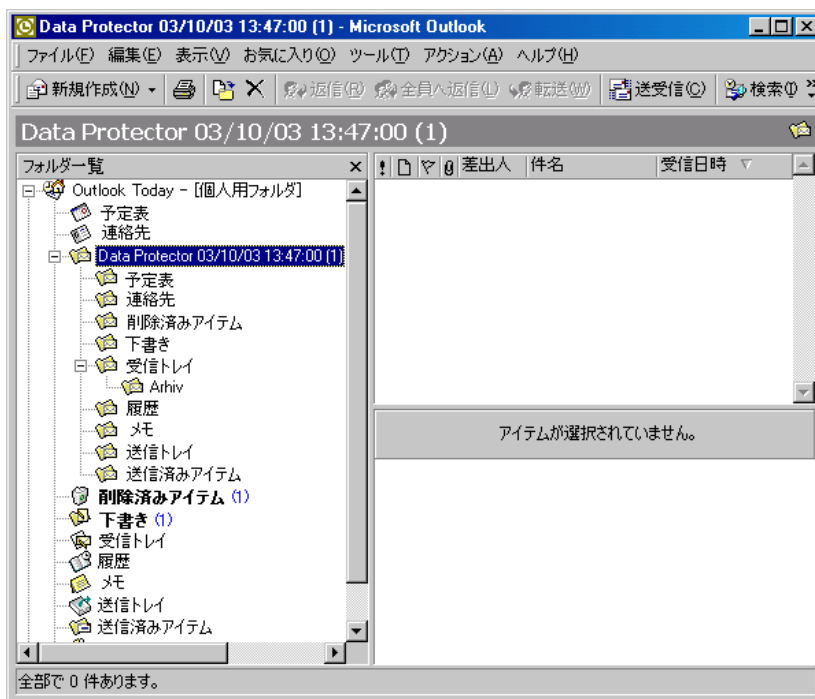 Data Protector 03/10/03 13:47:00 (1) - Microsoft Outlook
ファイル(F) 編集(E) 表示(V) お気に入り(O) ツール(T) アクション(A) ヘルプ(H)
新規作成(N) 返信(R) 全員へ返信(L) 転送(W) 送受信(C) 検索(I)
Data Protector 03/10/03 13:47:00 (1)
フォルダ一覧
差出人 件名 受信日時
Outlook Today - [個人用フォルダ]
予定表
連絡先
Data Protector 03/10/03 13:47:00 (1)
予定表
連絡先
削除済みアイテム
下書き
受信トレイ
Arhiv
履歴
メモ
送信トレイ
送信済みアイテム
削除済みアイテム (1)
下書き (1)
受信トレイ
履歴
メモ
送信トレイ
送信済みアイテム
アイテムが選択されていません。
全部で 0 件あります。